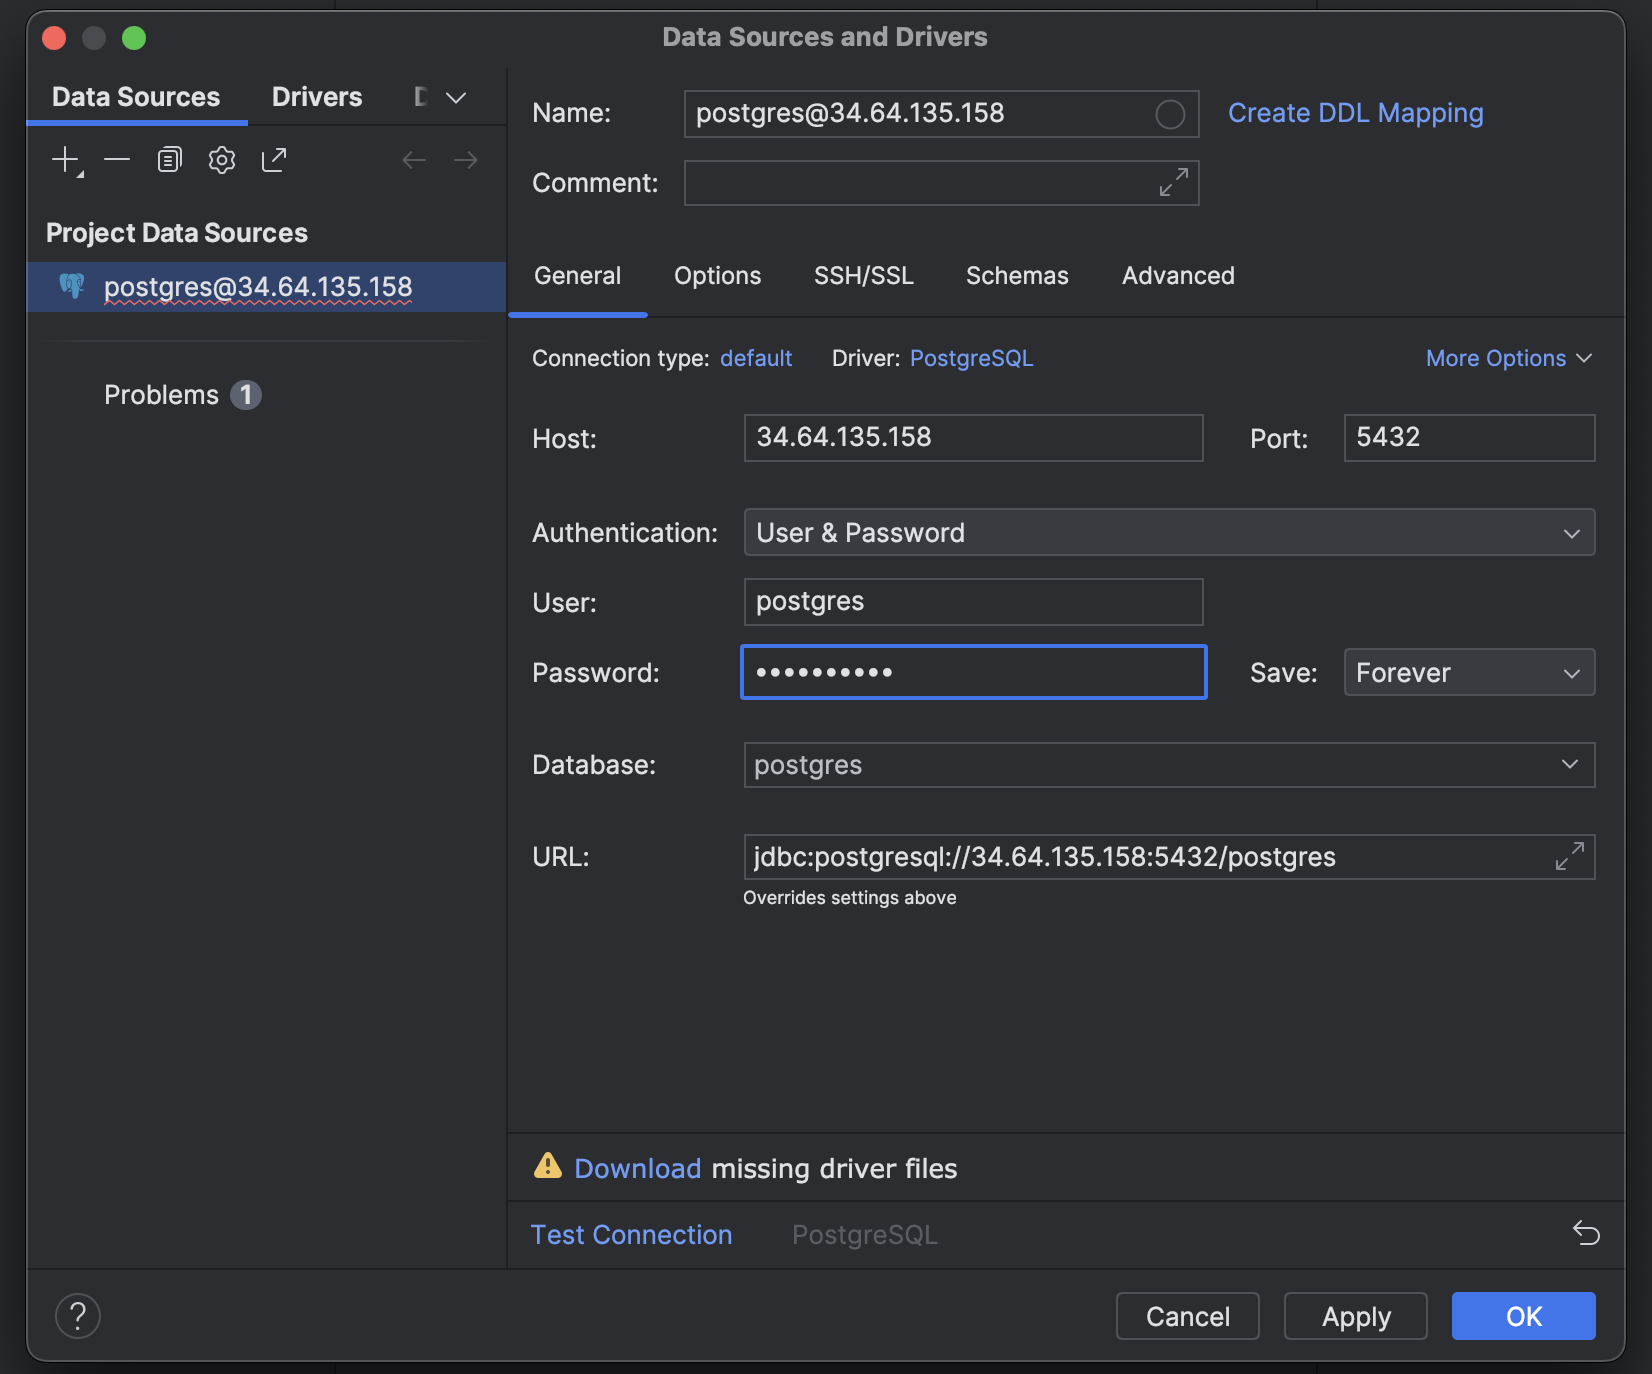 Data Sources and Drivers
Data Sources
Drivers
Name:
postgres@34.64.135.158
Create DDL Mapping
Comment:
Project Data Sources
postgres@34.64.135.158
Problems 1
General
Options
SSH/SSL
Schemas
Advanced
Connection type: default
Driver: PostgreSQL
More Options
Host:
34.64.135.158
Port:
5432
Authentication:
User & Password
User:
postgres
Password:
••••••••••
Save:
Forever
Database:
postgres
URL:
jdbc:postgresql://34.64.135.158:5432/postgres
Overrides settings above
Download missing driver files
Test Connection
PostgreSQL
?
Cancel
Apply
OK